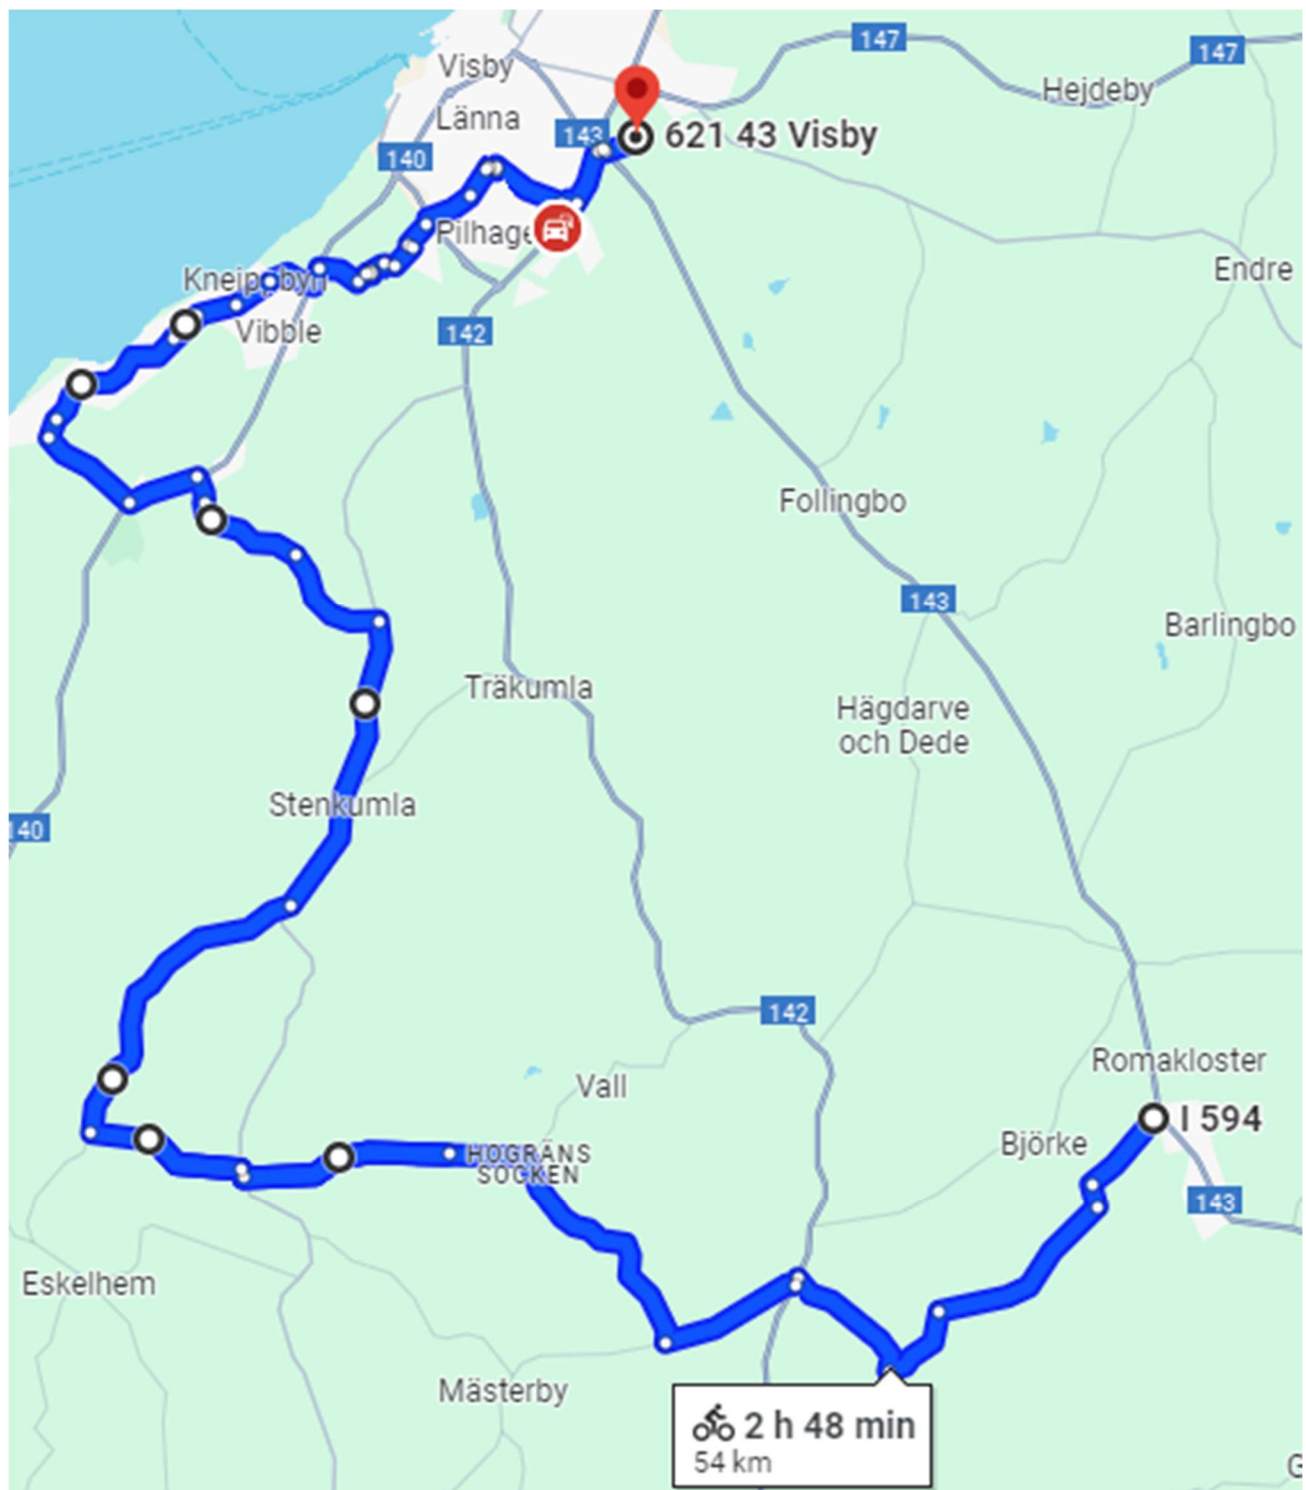 147
147
Visby
Hejdeby
Länna
143
621 43 Visby
140
Pilhage
Endre
Kneippbyn
Vibble
142
Follingbo
143
Barlingbo
Träkumla
Hägdarve
och Dede
Stenkumla
140
142
Romakloster
Vall
I 594
Björke
HOGRÄNS
SOCKEN
143
Eskelhem
Mästerby
2 h 48 min
54 km
G